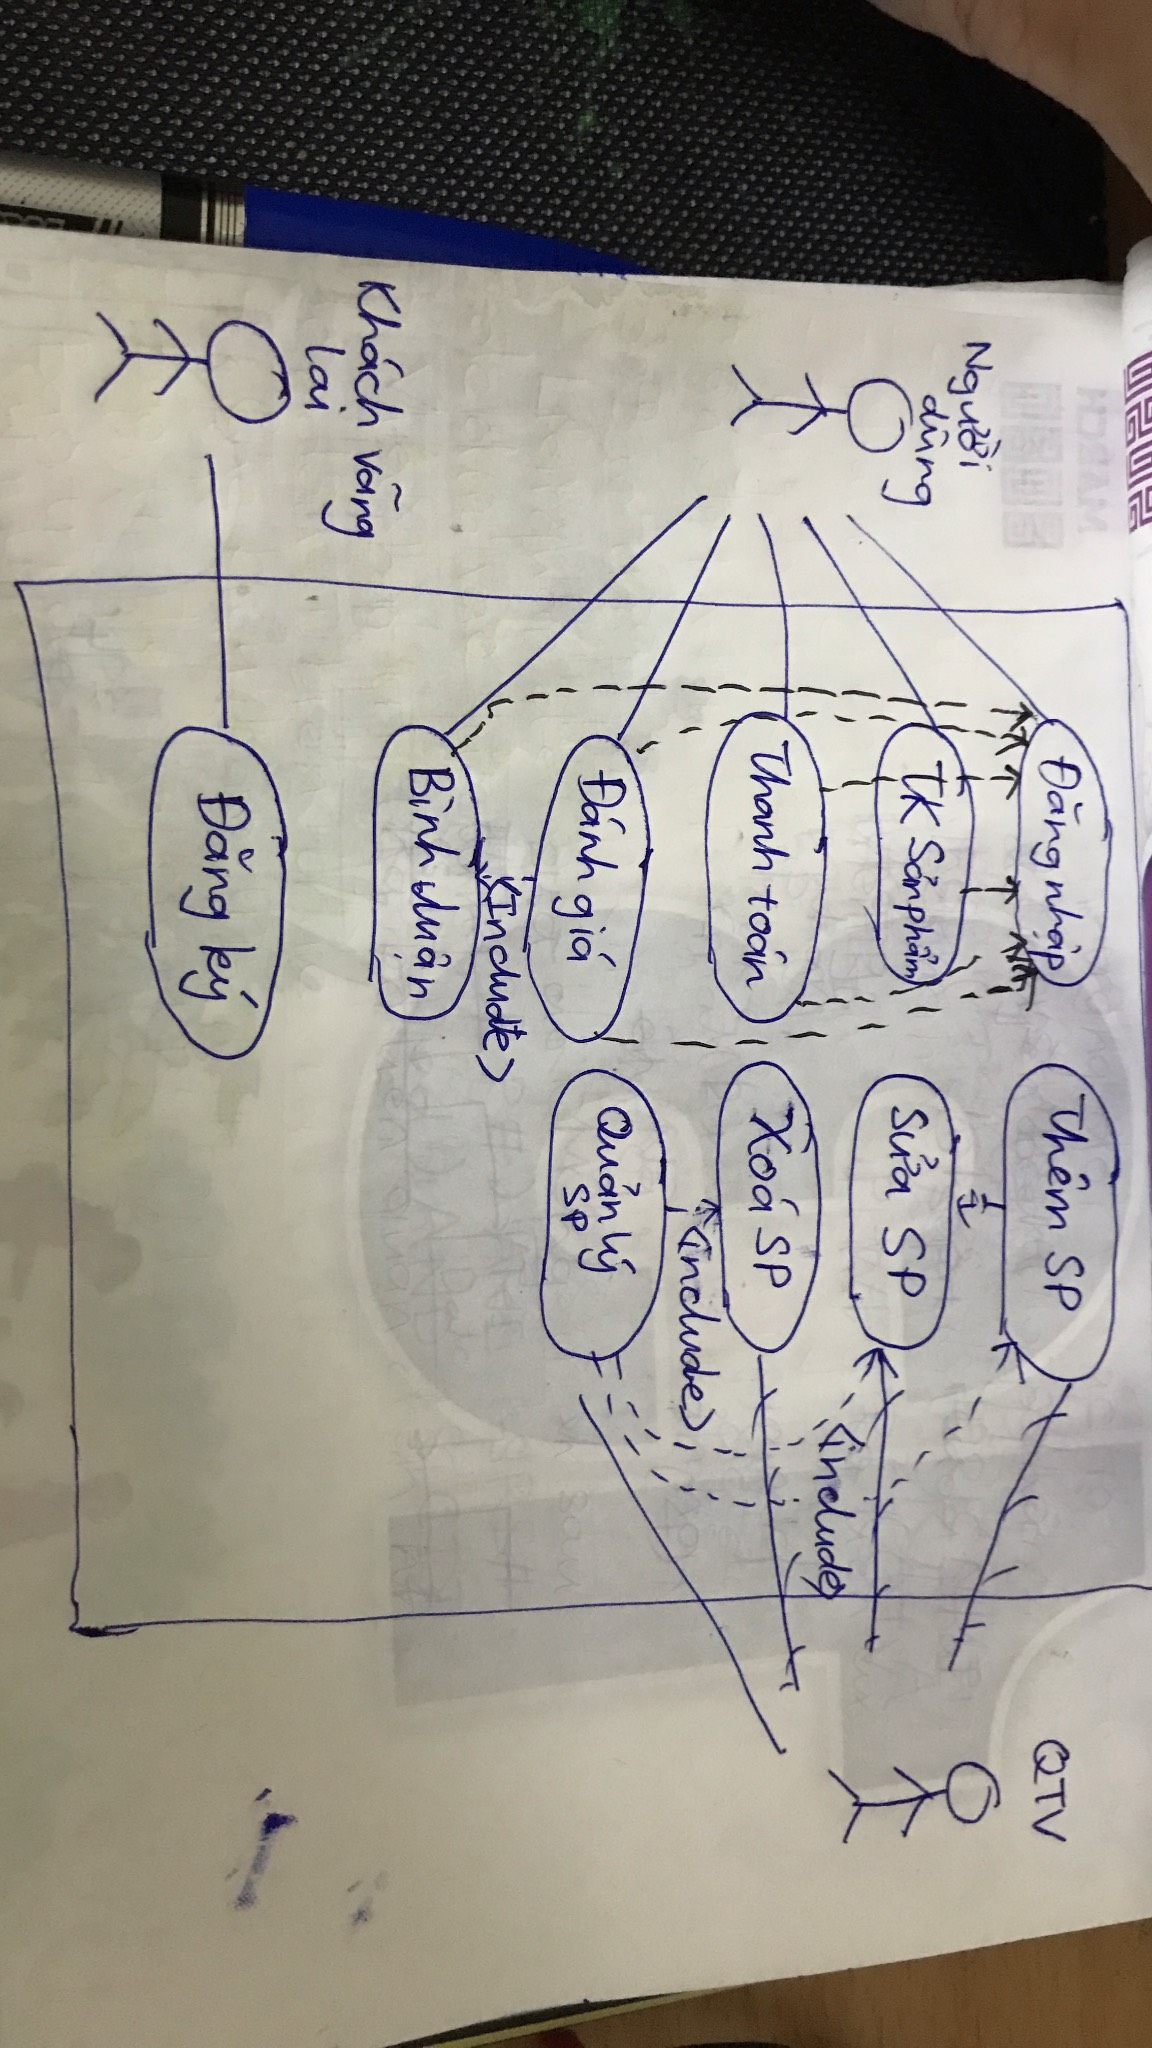 MARCH
Người
dùng
Đăng nhập
TK Sản phẩm
Thanh toán
Đánh giá
<Include>
Bình luận
Khách vãng
lai
Đăng ký
Thêm SP
Sửa SP
<include>
Xoá SP
<include>
Quản lý
SP
QTV